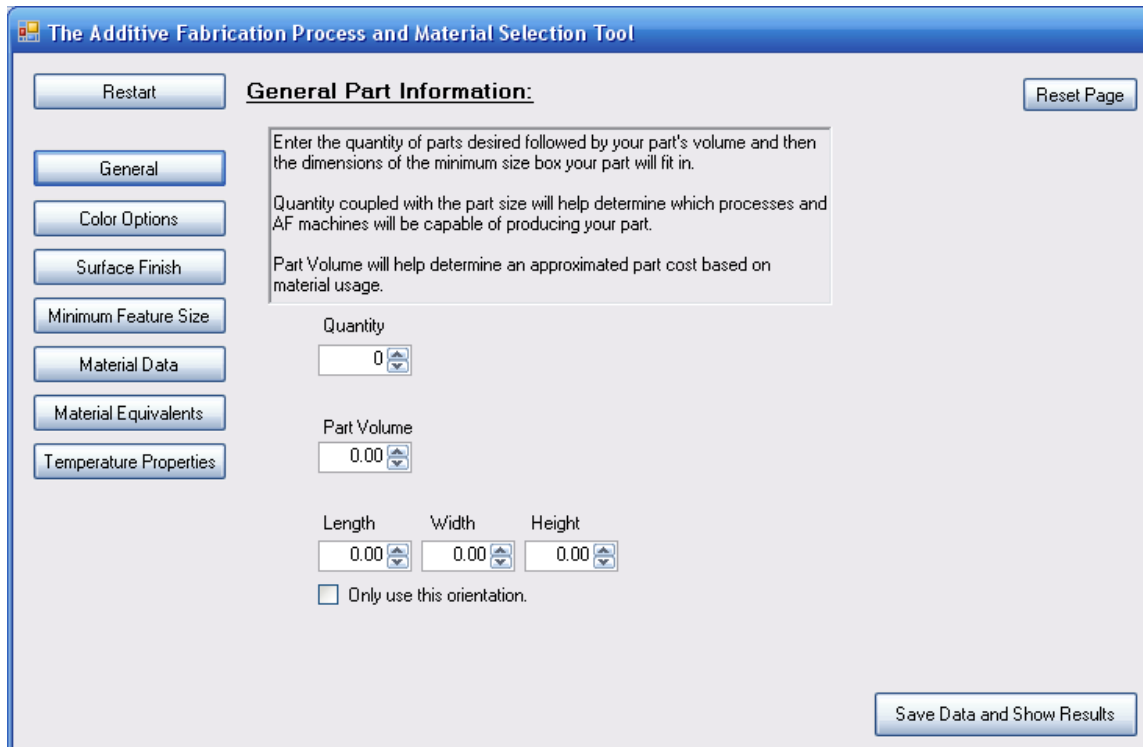 The Additive Fabrication Process and Material Selection Tool
Restart
General Part Information:
Reset Page
Enter the quantity of parts desired followed by your part's volume and then
the dimensions of the minimum size box your part will fit in.
Quantity coupled with the part size will help determine which processes and
AF machines will be capable of producing your part.
Part Volume will help determine an approximated part cost based on
material usage.
General
Color Options
Surface Finish
Minimum Feature Size
Material Data
Material Equivalents
Temperature Properties
Quantity
0
Part Volume
0.00
Length Width Height
0.00 0.00 0.00
Only use this orientation.
Save Data and Show Results